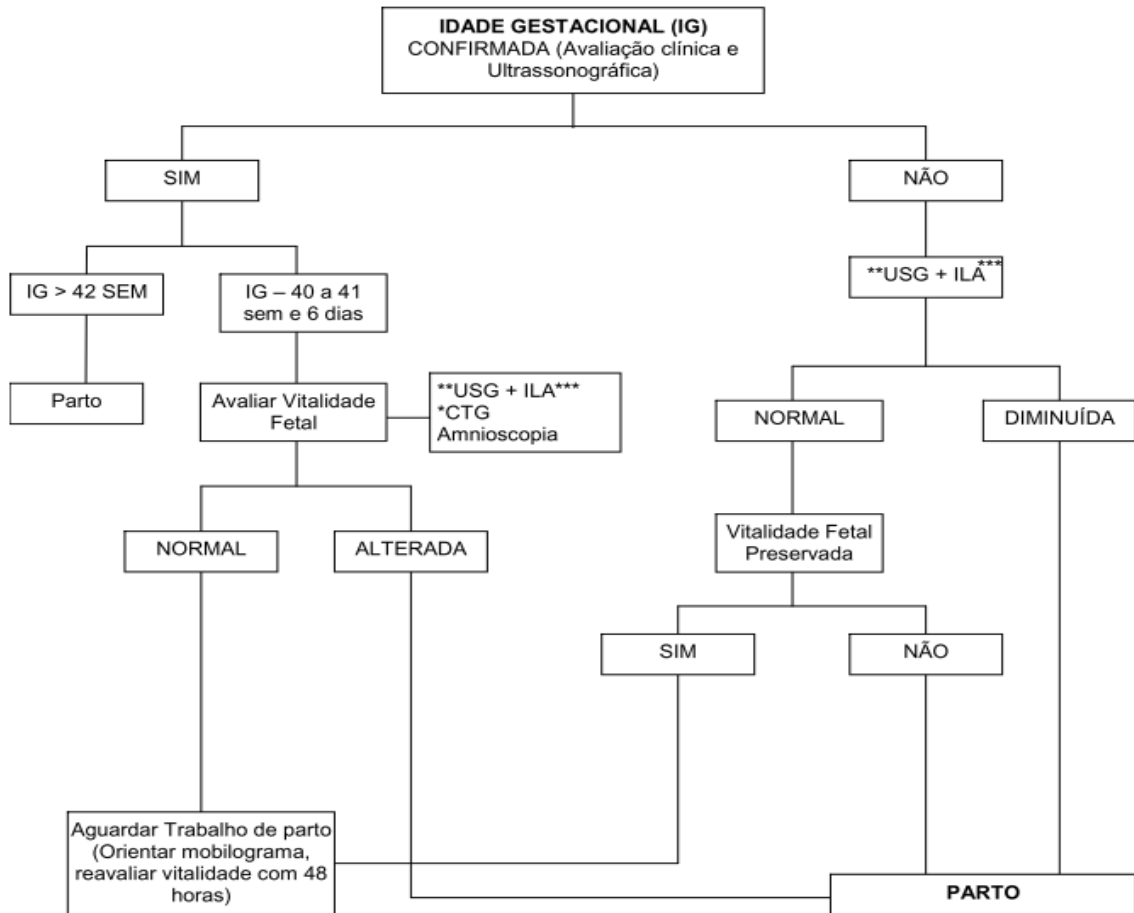 IDADE GESTACIONAL (IG)
CONFIRMADA (Avaliação clínica e
Ultrassonográfica)
SIM
NÃO
IG > 42 SEM
IG – 40 a 41
sem e 6 dias
**USG + ILA***
Parto
Avaliar Vitalidade
Fetal
**USG + ILA***
*CTG
Amnioscopia
NORMAL
DIMINUÍDA
NORMAL
ALTERADA
Vitalidade Fetal
Preservada
SIM
NÃO
Aguardar Trabalho de parto
(Orientar mobilograma,
reavaliar vitalidade com 48
horas)
PARTO